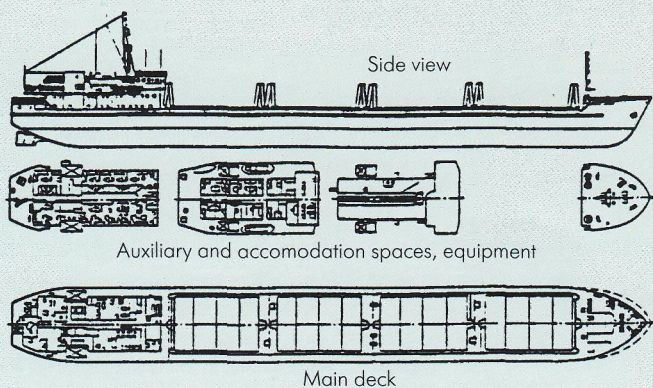 Side view
Auxiliary and accomodation spaces, equipment
Main deck